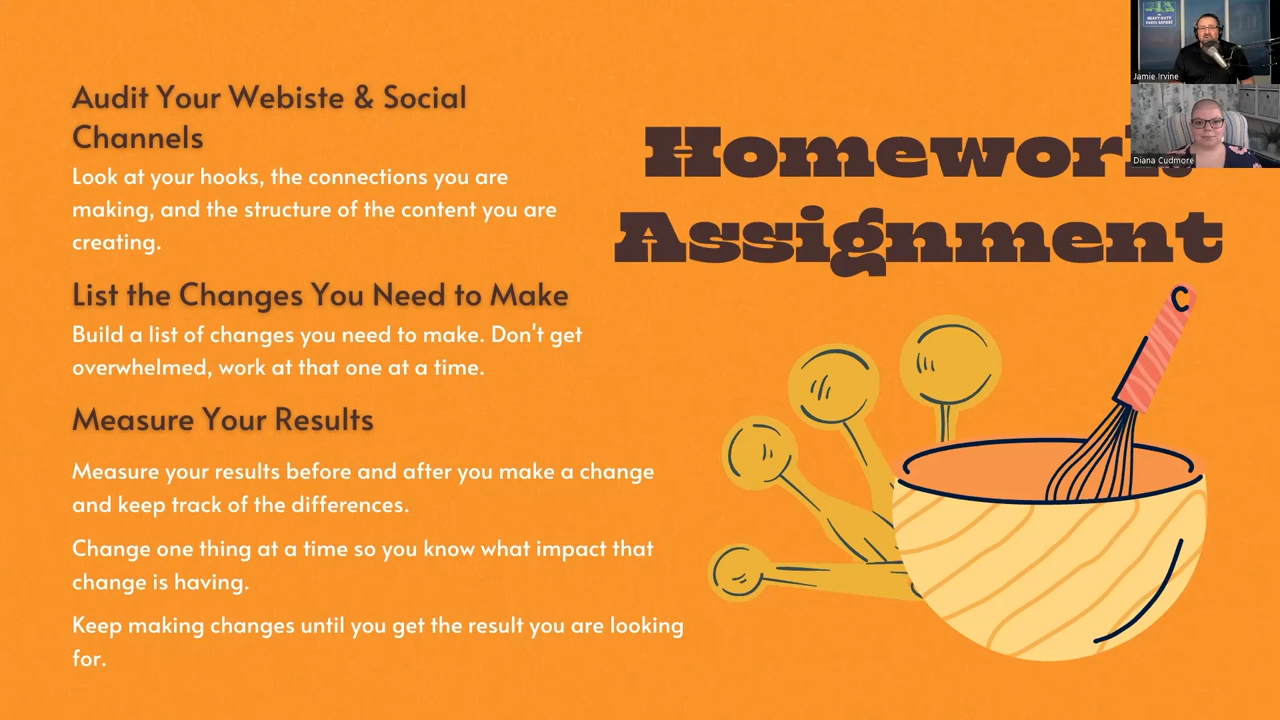 Audit Your Webiste & Social
Channels
Look at your hooks, the connections you are
making, and the structure of the content you are
creating.
List the Changes You Need to Make
Build a list of changes you need to make. Don't get
overwhelmed, work at that one at a time.
Measure Your Results
Measure your results before and after you make a change
and keep track of the differences.
Change one thing at a time so you know what impact that
change is having.
Keep making changes until you get the result you are looking
for.
Homework
Assignment
C
HEAVY-DUTY
PARTS REPORT
Jamie Irvine
Diana Cudmore